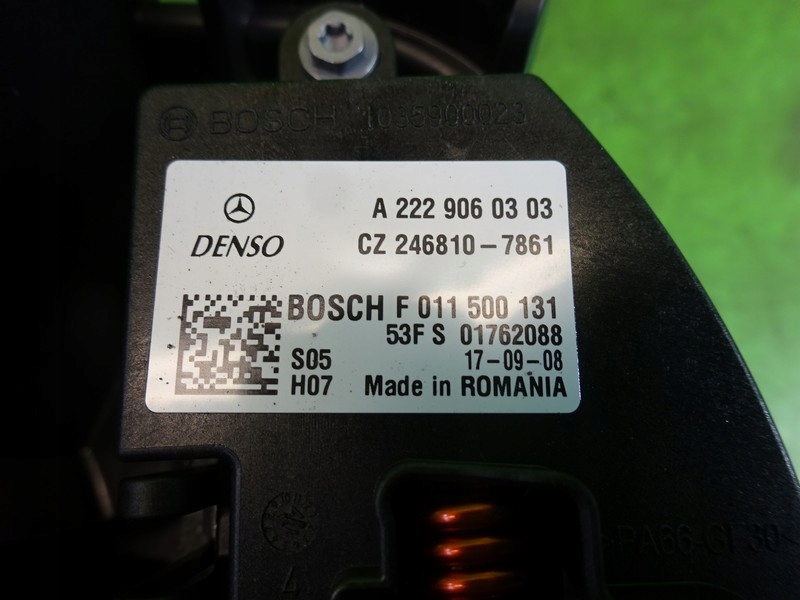 BOSCH 1035900023
A 222 906 03 03
DENSO CZ 246810-7861
BOSCH F 011 500 131
53F S 01762088
S05 17-09-08
H07 Made in ROMANIA
4
>PA66-GF30<